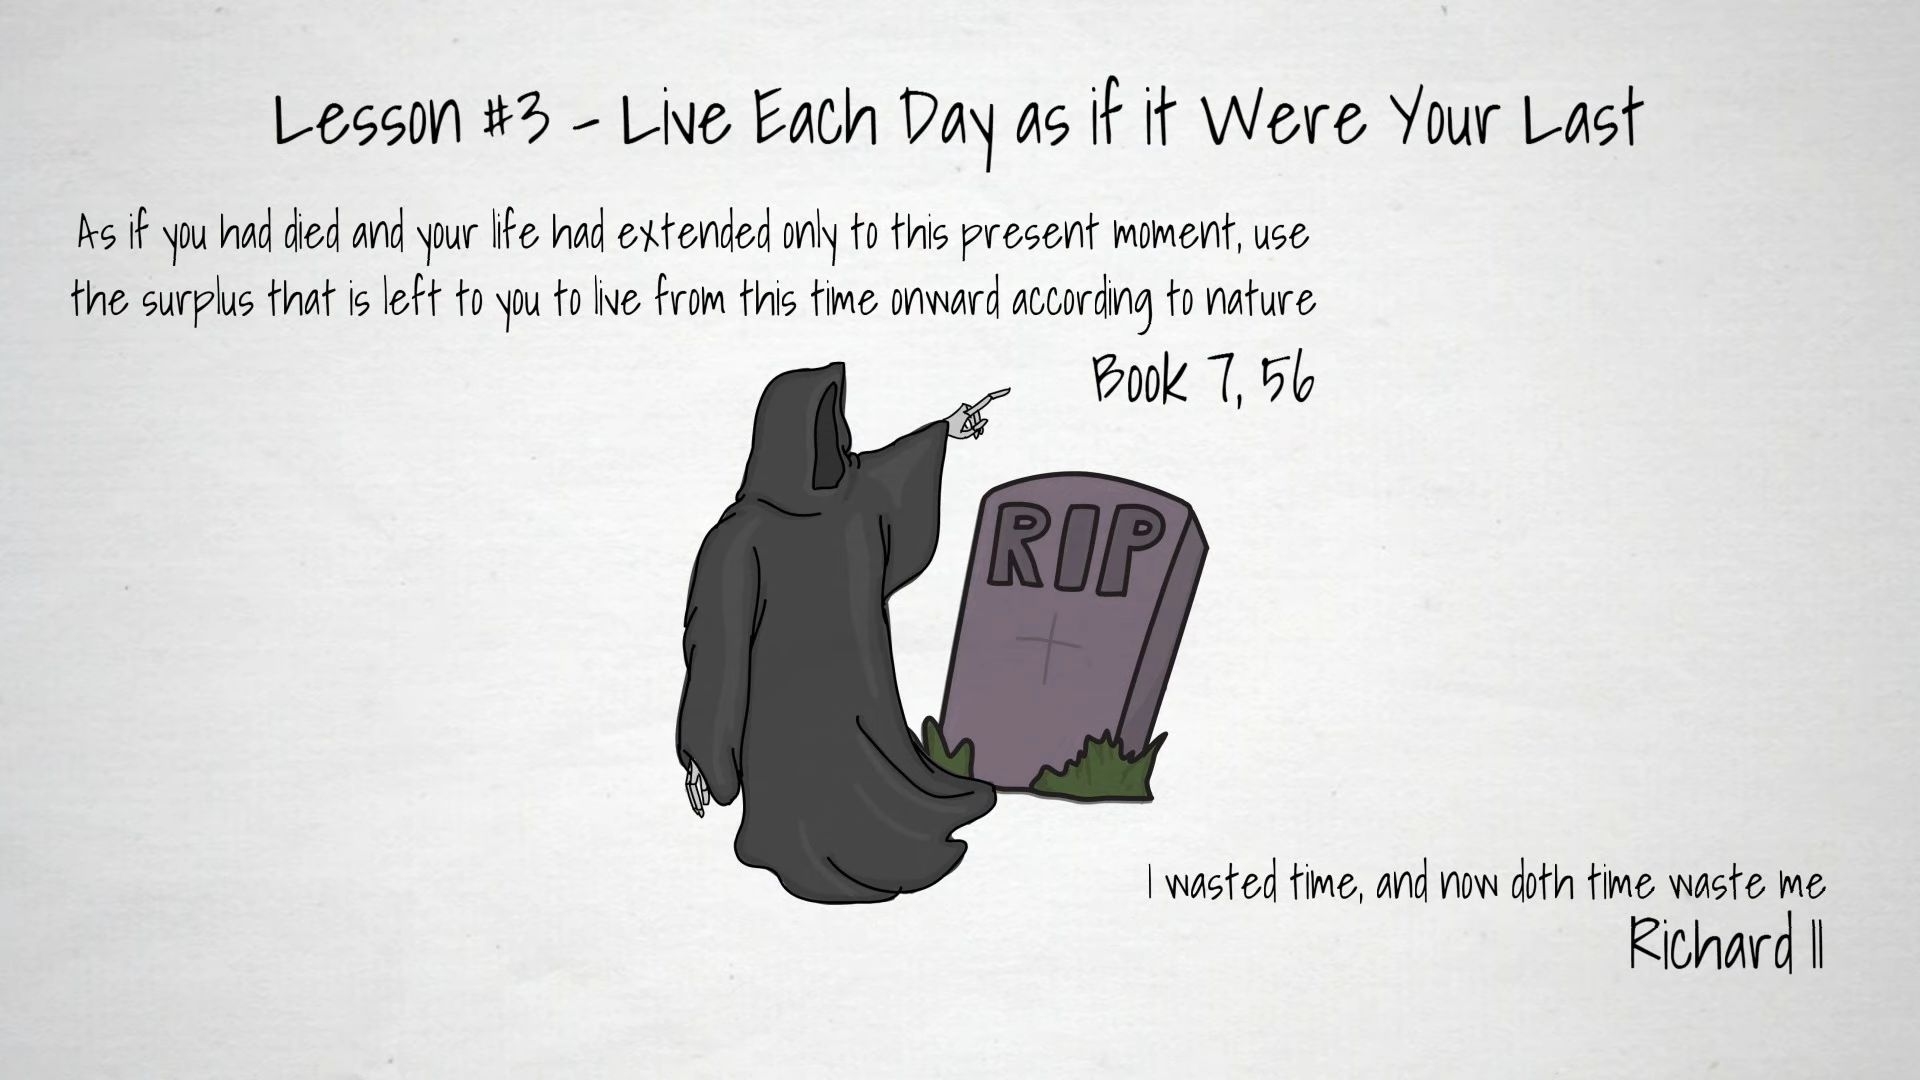 Lesson #3 - Live Each Day as if it Were Your Last
As if you had died and your life had extended only to this present moment, use
the surplus that is left to you to live from this time onward according to nature
Book 7, 56
RIP
I wasted time, and now doth time waste me
Richard II